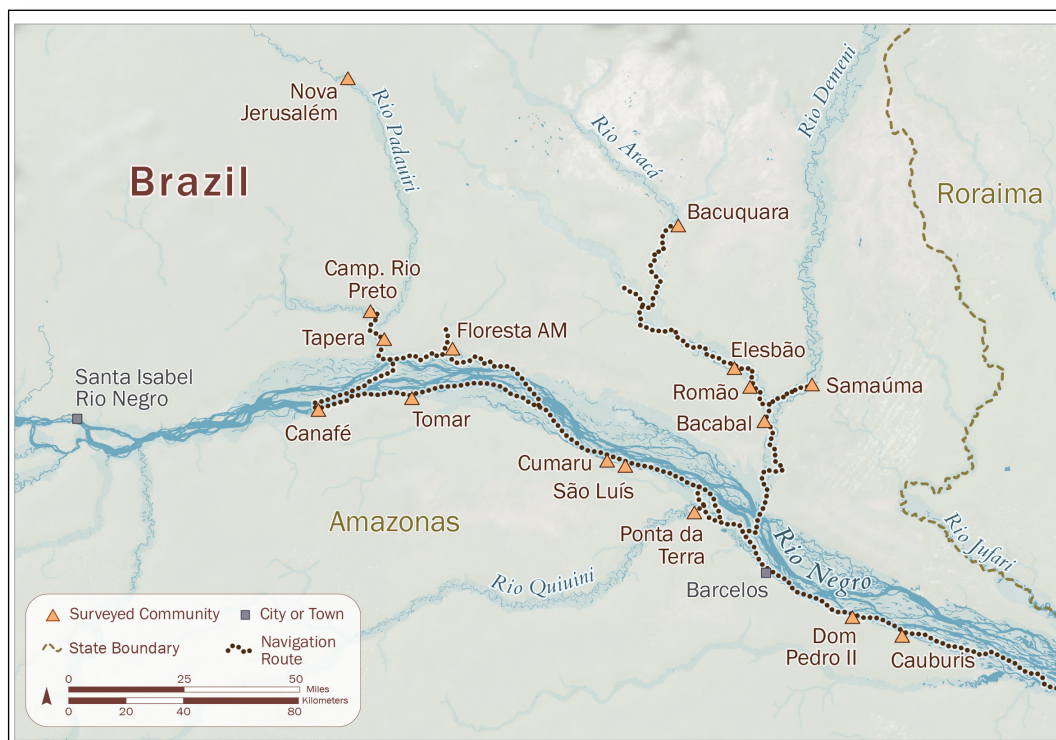 Nova
Jerusalém
Rio Padauiri
Rio Aracá
Rio Demeni
Brazil
Roraima
Bacuquara
Camp. Rio
Preto
Tapera
Floresta AM
Elesbão
Santa Isabel
Rio Negro
Romão
Samaúma
Canafé
Tomar
Bacabal
Cumaru
São Luís
Amazonas
Ponta da
Terra
Rio Negro
Rio Jufari
Rio Quiuini
Barcelos
Dom
Pedro II
Cauburis
Surveyed Community
City or Town
State Boundary
Navigation
Route
0 25 50
Miles
Kilometers
0 20 40 80